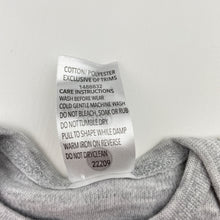 COTTON, POLYESTER
EXCLUSIVE OF TRIMS
1486632
CARE INSTRUCTIONS
WASH BEFORE WEAR
COLD GENTLE MACHINE WASH
DO NOT BLEACH, SOAK OR RUB
DO NOT TUMBLE DRY
PULL TO SHAPE WHILE DAMP
WARM IRON ON REVERSE
DO NOT DRYCLEAN
22209